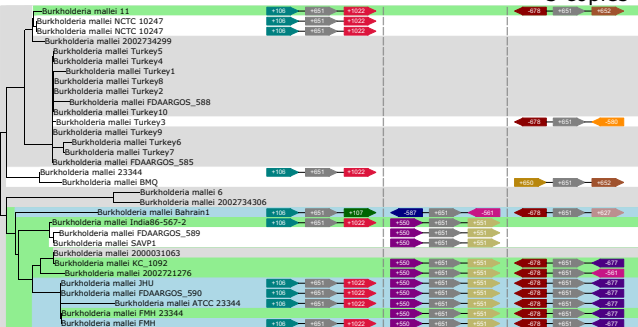 Burkholderia mallei 11 +106 +651 +1022 -678 +651 +652
Burkholderia mallei NCTC 10247 +106 +651 +1022
Burkholderia mallei NCTC 10247 +106 +651 +1022
Burkholderia mallei 2002734299
Burkholderia mallei Turkey5
Burkholderia mallei Turkey4
Burkholderia mallei Turkey1
Burkholderia mallei Turkey8
Burkholderia mallei Turkey2
Burkholderia mallei FDAARGOS_588
Burkholderia mallei Turkey10
Burkholderia mallei Turkey3 -678 +651 -580
Burkholderia mallei Turkey9
Burkholderia mallei Turkey6
Burkholderia mallei Turkey7
Burkholderia mallei FDAARGOS_585
Burkholderia mallei 23344 +106 +651 +1022
Burkholderia mallei BMQ +650 +651 +652
Burkholderia mallei 6
Burkholderia mallei 2002734306
Burkholderia mallei Bahrain1 +106 +651 +107 -587 +651 -561 -678 +651 +627
Burkholderia mallei India86-567-2 +106 +651 +1022 +550 +651 +551
Burkholderia mallei FDAARGOS_589 +550 +651 +551
Burkholderia mallei SAVP1 +550 +651 +551
Burkholderia mallei 2000031063
Burkholderia mallei KC_1092 +550 +651 +551 -678 +651 -677
Burkholderia mallei 2002721276 +550 +651 +551 -678 +651 -561
Burkholderia mallei JHU +106 +651 +1022 +550 +651 +551 -678 +651 -677
Burkholderia mallei FDAARGOS_590 +106 +651 +1022 +550 +651 +551 -678 +651 -677
Burkholderia mallei ATCC 23344 +106 +651 +1022 +550 +651 +551 -678 +651 -677
Burkholderia mallei FMH 23344 +106 +651 +1022 +550 +651 +551 -678 +651 -677
Burkholderia mallei FMH +106 +651 +1022 +550 +651 +551 -678 +651 -677